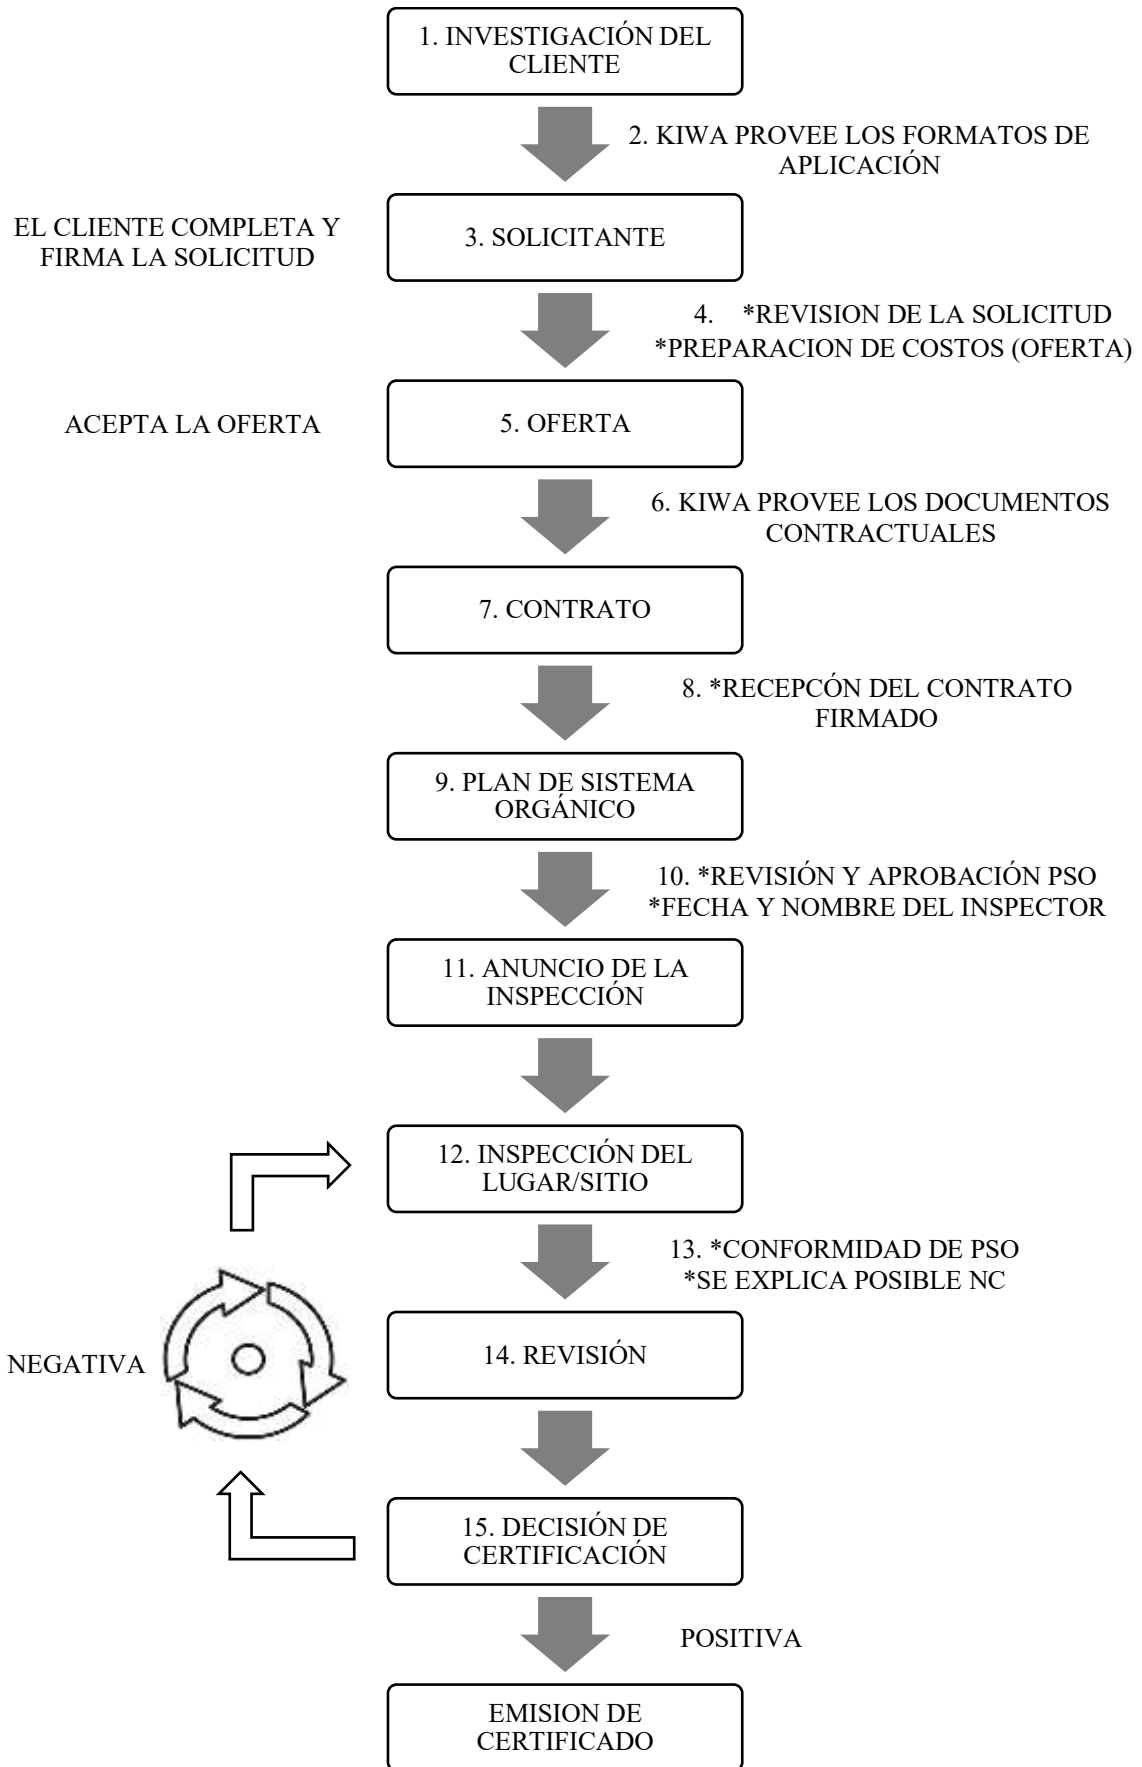 1. INVESTIGACIÓN DEL
CLIENTE
2. KIWA PROVEE LOS FORMATOS DE
APLICACIÓN
EL CLIENTE COMPLETA Y
FIRMA LA SOLICITUD
3. SOLICITANTE
4. *REVISION DE LA SOLICITUD
*PREPARACION DE COSTOS (OFERTA)
ACEPTA LA OFERTA
5. OFERTA
6. KIWA PROVEE LOS DOCUMENTOS
CONTRACTUALES
7. CONTRATO
8. *RECEPCÓN DEL CONTRATO
FIRMADO
9. PLAN DE SISTEMA
ORGÁNICO
10. *REVISIÓN Y APROBACIÓN PSO
*FECHA Y NOMBRE DEL INSPECTOR
11. ANUNCIO DE LA
INSPECCIÓN
12. INSPECCIÓN DEL
LUGAR/SITIO
13. *CONFORMIDAD DE PSO
*SE EXPLICA POSIBLE NC
14. REVISIÓN
NEGATIVA
15. DECISIÓN DE
CERTIFICACIÓN
POSITIVA
EMISION DE
CERTIFICADO